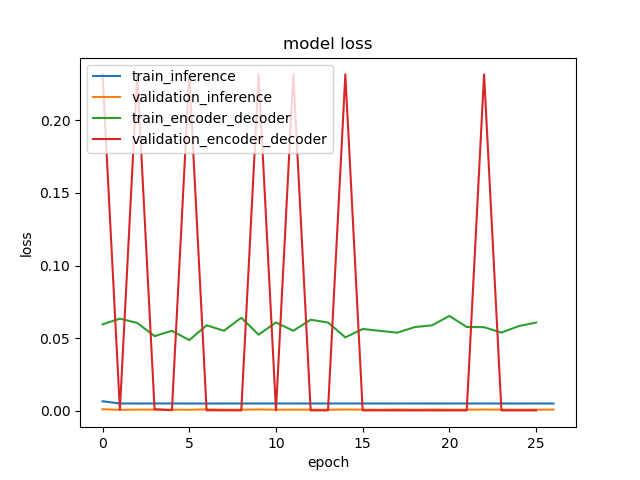 model loss
train_inference
validation_inference
train_encoder_decoder
validation_encoder_decoder
loss
0.20
0.15
0.10
0.05
0.00
0 5 10 15 20 25
epoch